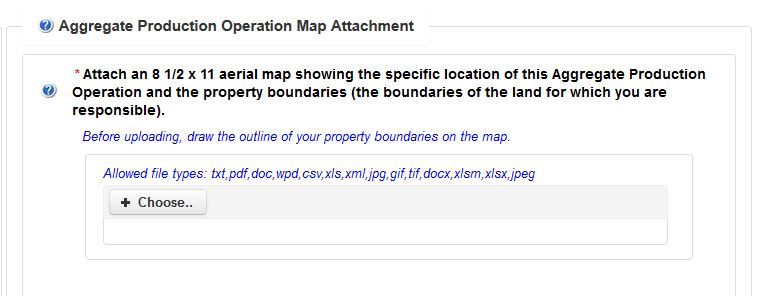 Aggregate Production Operation Map Attachment
* Attach an 8 1/2 x 11 aerial map showing the specific location of this Aggregate Production
Operation and the property boundaries (the boundaries of the land for which you are
responsible).
Before uploading, draw the outline of your property boundaries on the map.
Allowed file types: txt,pdf,doc,wpd,csv,xls,xml,jpg,gif,tif,docx,xlsm,xlsx,jpeg
+ Choose..